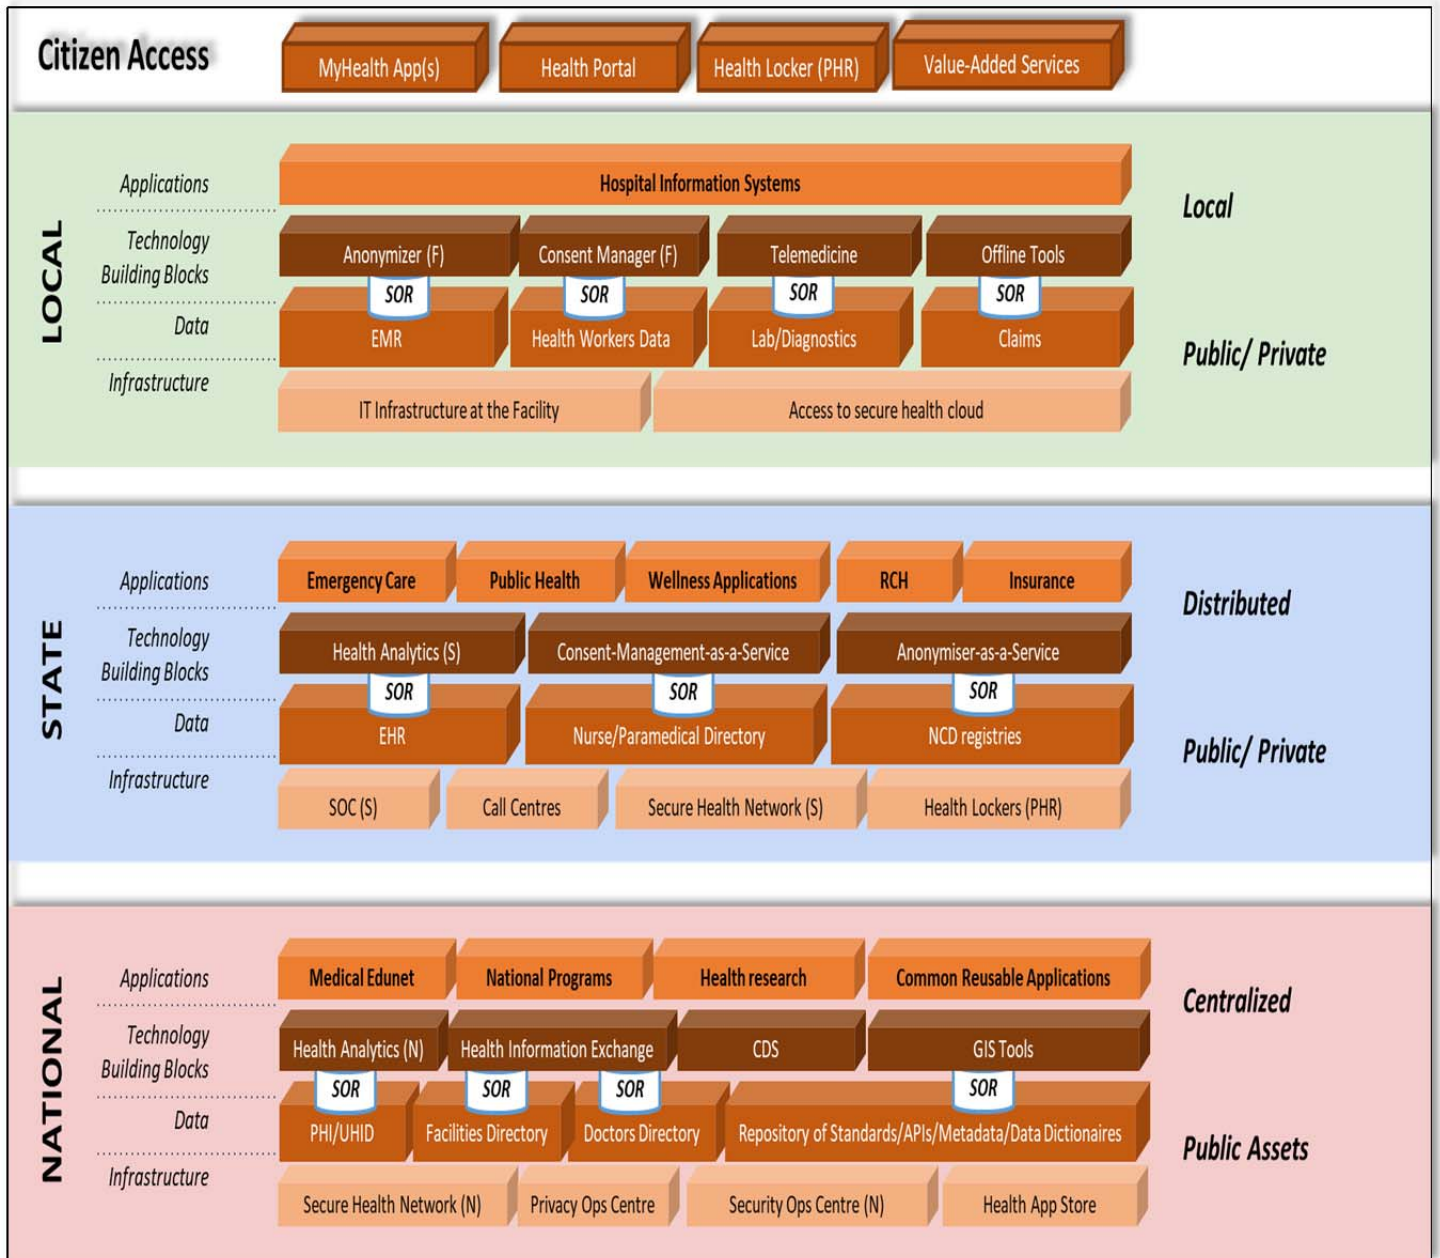 Citizen Access
MyHealth App(s)
Health Portal
Health Locker (PHR)
Value-Added Services
LOCAL
Applications
Hospital Information Systems
Local
Technology
Building Blocks
Anonymizer (F)
Consent Manager (F)
Telemedicine
Offline Tools
SOR
SOR
SOR
SOR
Data
EMR
Health Workers Data
Lab/Diagnostics
Claims
Public/ Private
Infrastructure
IT Infrastructure at the Facility
Access to secure health cloud
STATE
Applications
Emergency Care
Public Health
Wellness Applications
RCH
Insurance
Distributed
Technology
Building Blocks
Health Analytics (S)
Consent-Management-as-a-Service
Anonymiser-as-a-Service
SOR
SOR
SOR
Data
EHR
Nurse/Paramedical Directory
NCD registries
Public/ Private
Infrastructure
SOC (S)
Call Centres
Secure Health Network (S)
Health Lockers (PHR)
NATIONAL
Applications
Medical Edunet
National Programs
Health research
Common Reusable Applications
Centralized
Technology
Building Blocks
Health Analytics (N)
Health Information Exchange
CDS
GIS Tools
SOR
SOR
SOR
SOR
Data
PHI/UHID
Facilities Directory
Doctors Directory
Repository of Standards/APIs/Metadata/Data Dictionaires
Public Assets
Infrastructure
Secure Health Network (N)
Privacy Ops Centre
Security Ops Centre (N)
Health App Store